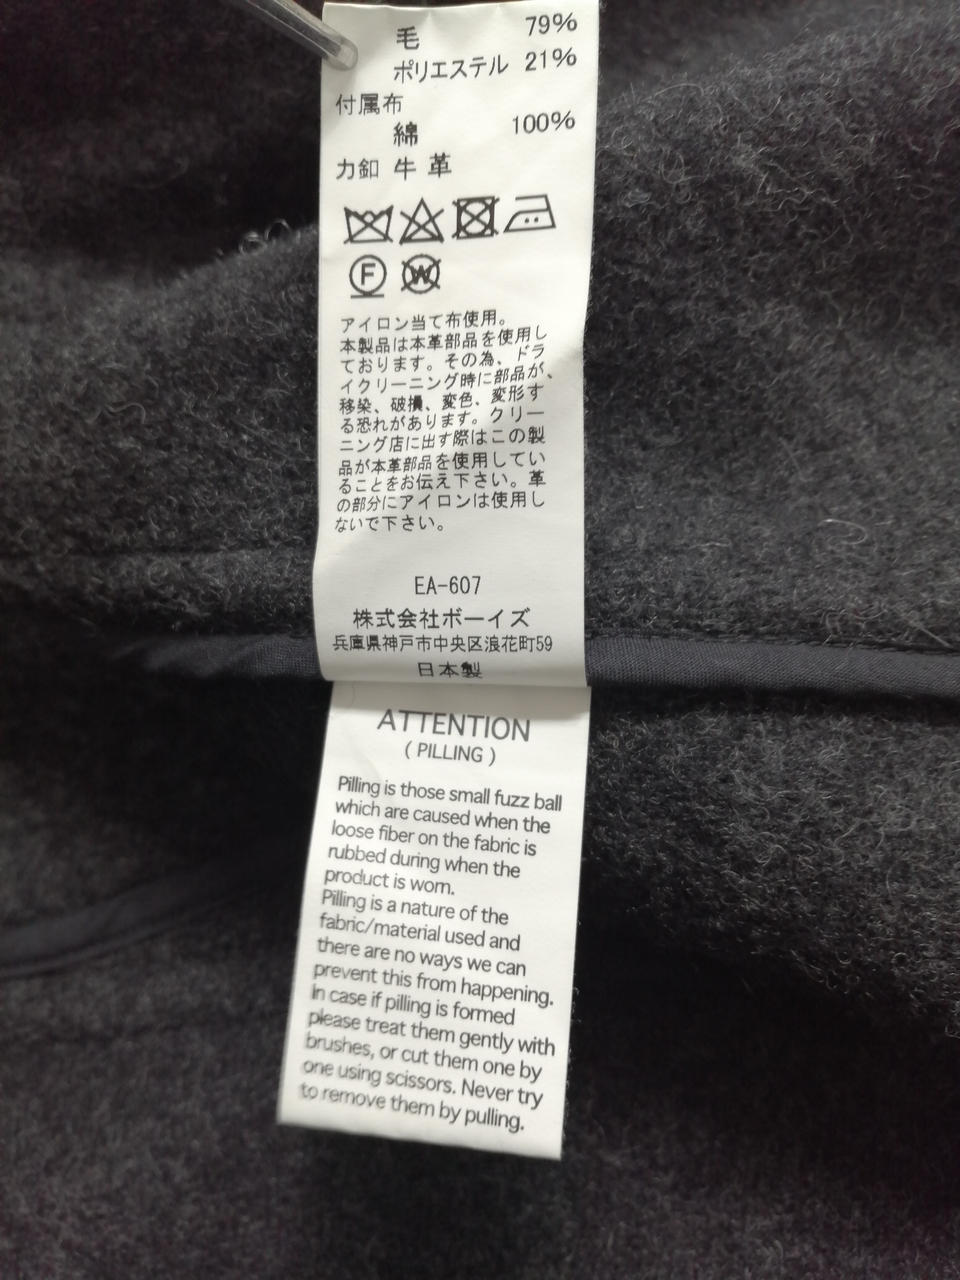 毛 79%
ポリエステル 21%
付属布
綿 100%
力釦 牛革
F
W
アイロン当て布使用。
本製品は本革部品を使用し
ております。その為、ドラ
イクリーニング時に部品が、
移染、破損、変色、変形す
る恐れがあります。クリー
ニング店に出す際はこの製
品が本革部品を使用してい
ることをお伝え下さい。革
の部分にアイロンは使用し
ないで下さい。
EA-607
株式会社ボーイズ
兵庫県神戸市中央区浪花町59
日本製
ATTENTION
( PILLING )
Pilling is those small fuzz ball
which are caused when the
loose fiber on the fabric is
rubbed during when the
product is worn.
Pilling is a nature of the
fabric/material used and
there are no ways we can
prevent this from happening.
In case if pilling is formed
please treat them gently with
brushes, or cut them one by
one using scissors. Never try
to remove them by pulling.